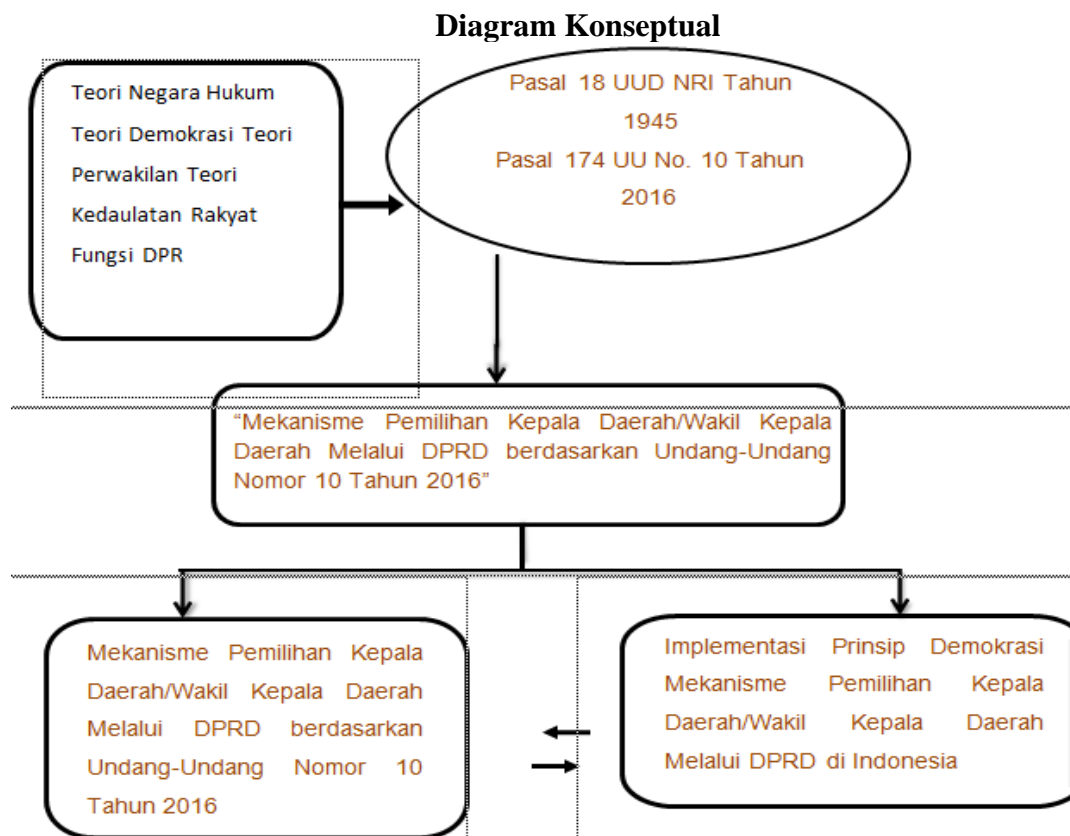 Diagram Konseptual
Teori Negara Hukum
Teori Demokrasi Teori
Perwakilan Teori
Kedaulatan Rakyat
Fungsi DPR
Pasal 18 UUD NRI Tahun
1945
Pasal 174 UU No. 10 Tahun
2016
“Mekanisme Pemilihan Kepala Daerah/Wakil Kepala
Daerah Melalui DPRD berdasarkan Undang-Undang
Nomor 10 Tahun 2016”
Mekanisme Pemilihan Kepala
Daerah/Wakil Kepala Daerah
Melalui DPRD berdasarkan
Undang-Undang Nomor 10
Tahun 2016
Implementasi Prinsip Demokrasi
Mekanisme Pemilihan Kepala
Daerah/Wakil Kepala Daerah
Melalui DPRD di Indonesia